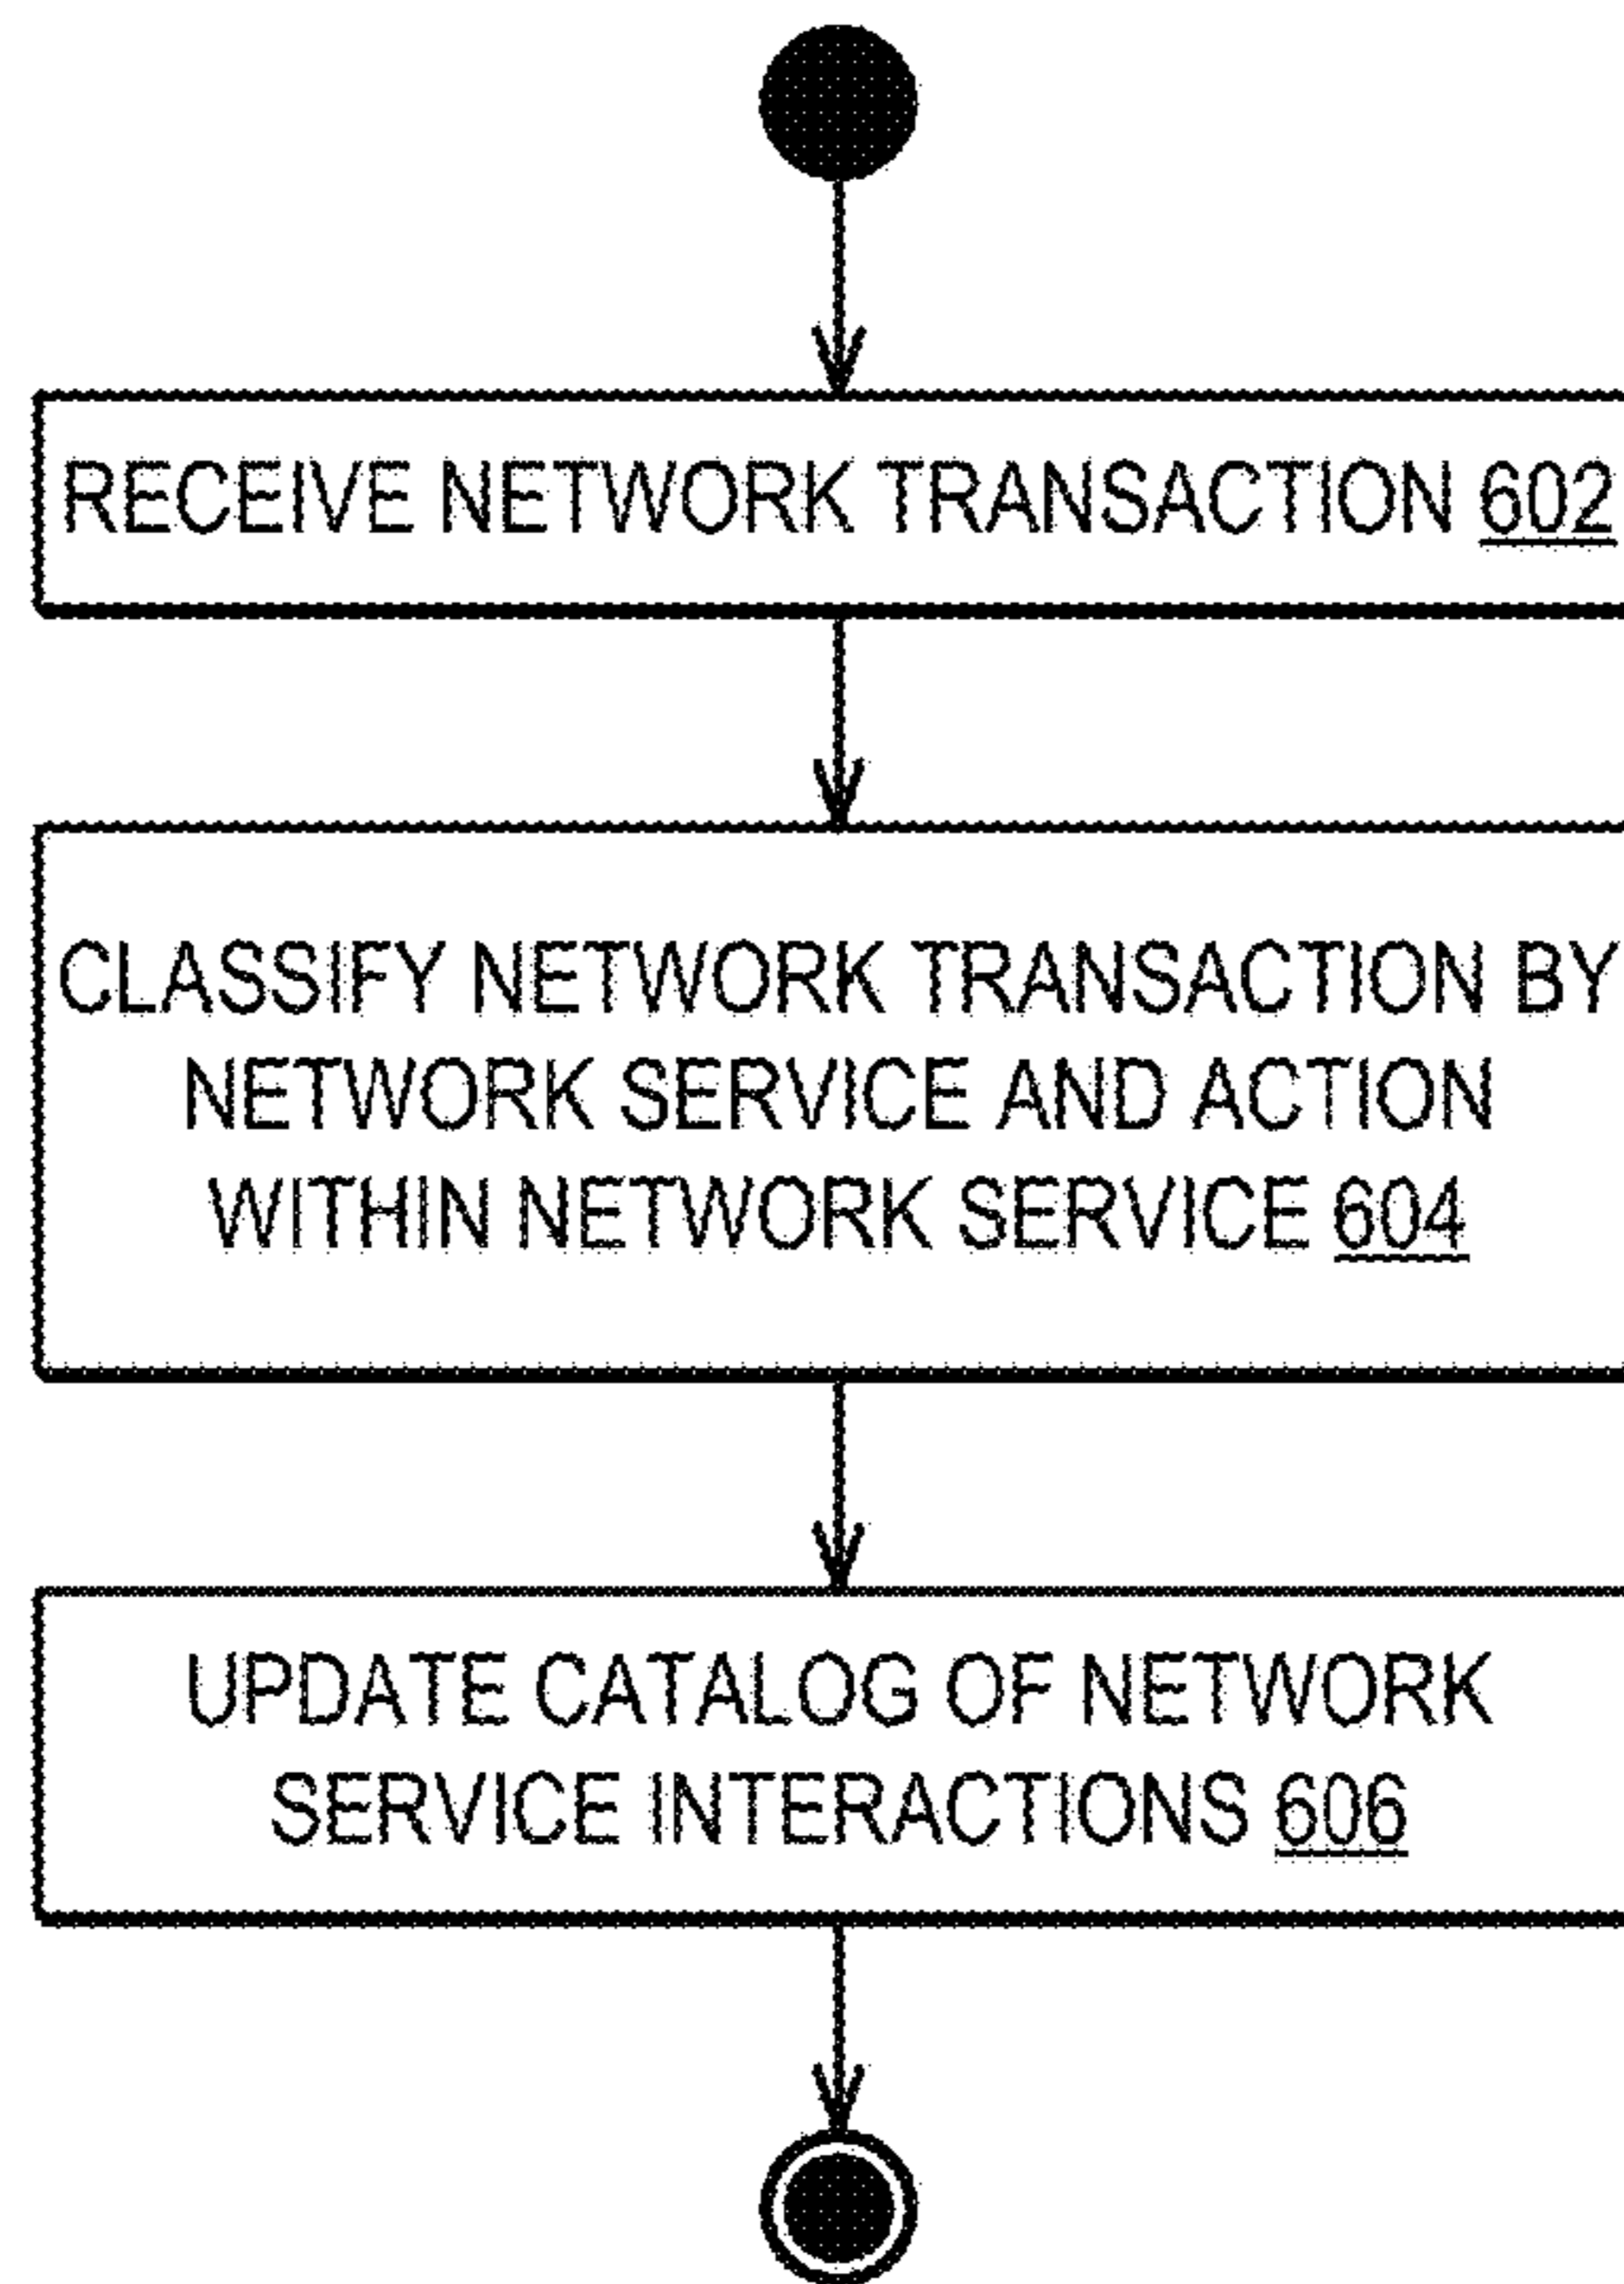 RECEIVE NETWORK TRANSACTION 602
CLASSIFY NETWORK TRANSACTION BY
NETWORK SERVICE AND ACTION
WITHIN NETWORK SERVICE 604
UPDATE CATALOG OF NETWORK
SERVICE INTERACTIONS 606